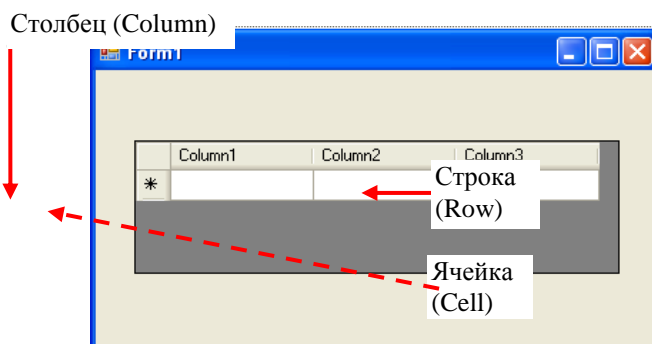 Столбец (Column)
Form1
Column1 Column2 Column3
Строка
(Row)
Ячейка
(Cell)